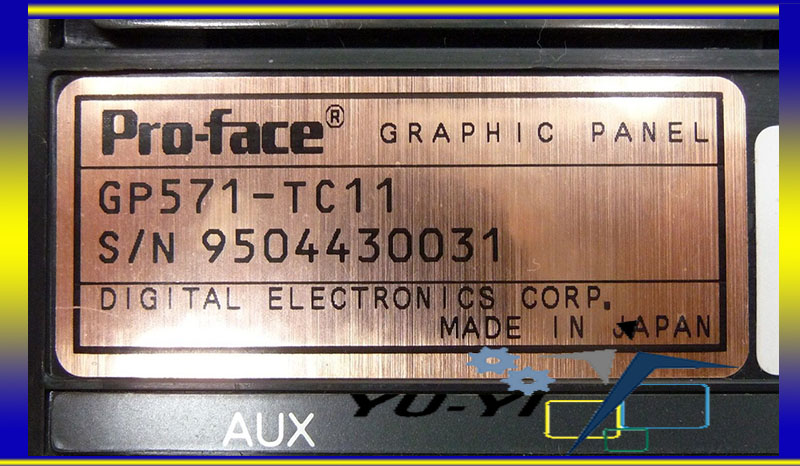 Pro-face® GRAPHIC PANEL
GP571-TC11
S/N 9504430031
DIGITAL ELECTRONICS CORP.
MADE IN JAPAN
YU-YI
AUX